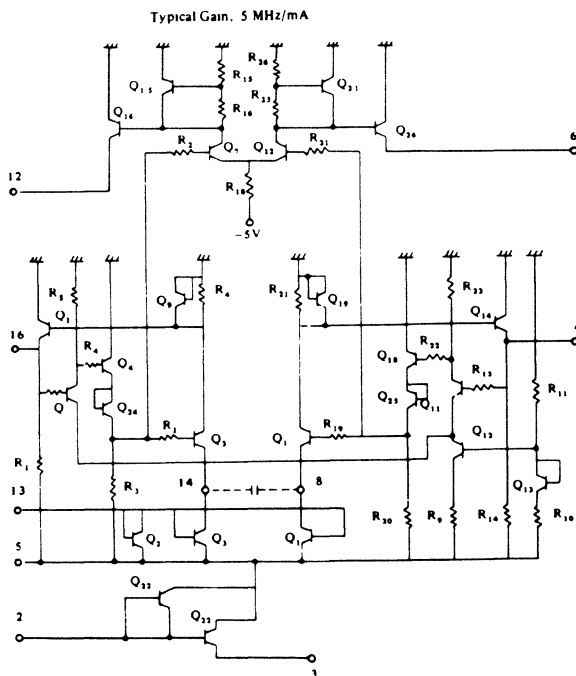 Typical Gain, 5 MHz/mA
R26
R15
Q15
Q21
R16
R23
Q16
Q26
R2
Q7
Q12
R21
6
12
R18
-5V
R5
R4
R21
R23
Q9
Q19
Q1
Q14
16
R4
Q4
Q18
R22
R13
R11
Q
Q24
Q25
Q11
R1
Q3
Q1
R19
Q12
R1
R3
14
8
Q13
13
R20
R9
R14
R10
Q2
Q3
Q1
5
Q22
2
Q22
3